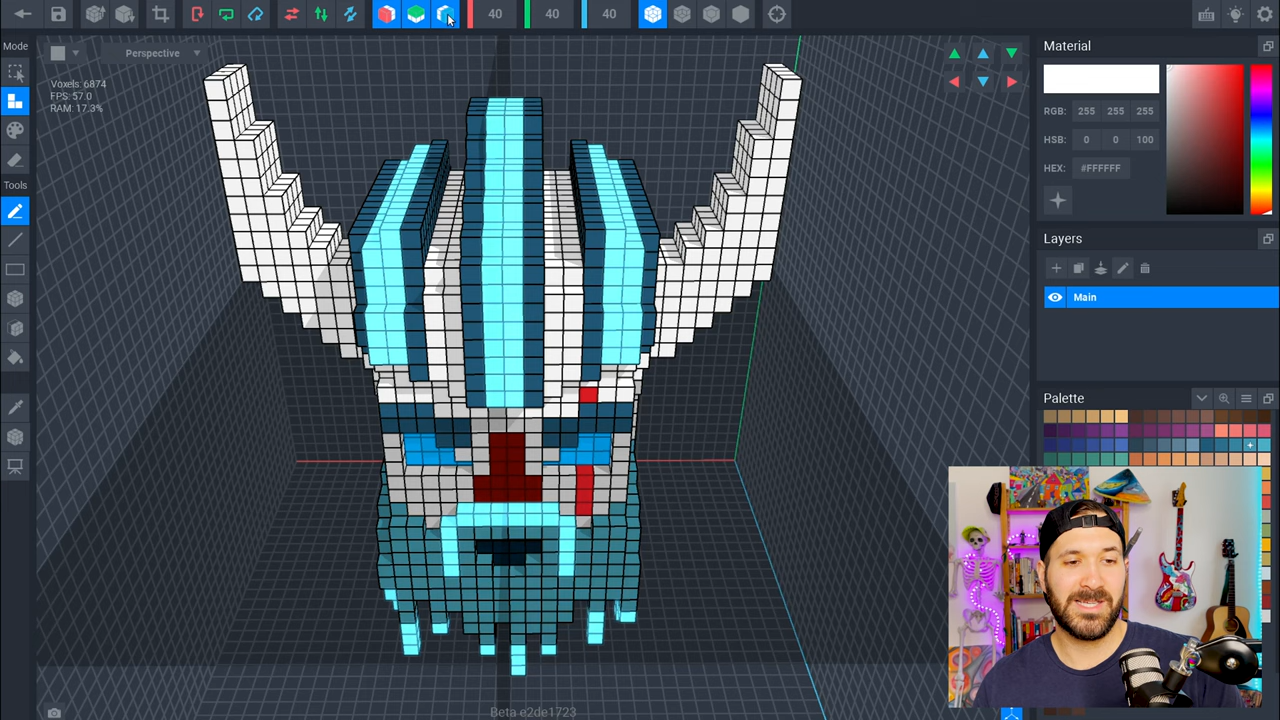 40 40 40
Mode
Perspective
Voxels: 6874
FPS: 57.0
RAM: 17.3%
Tools
Material
RGB: 255 255 255
HSB: 0 0 100
HEX: #FFFFFF
Layers
Main
Palette
Beta e2de1723